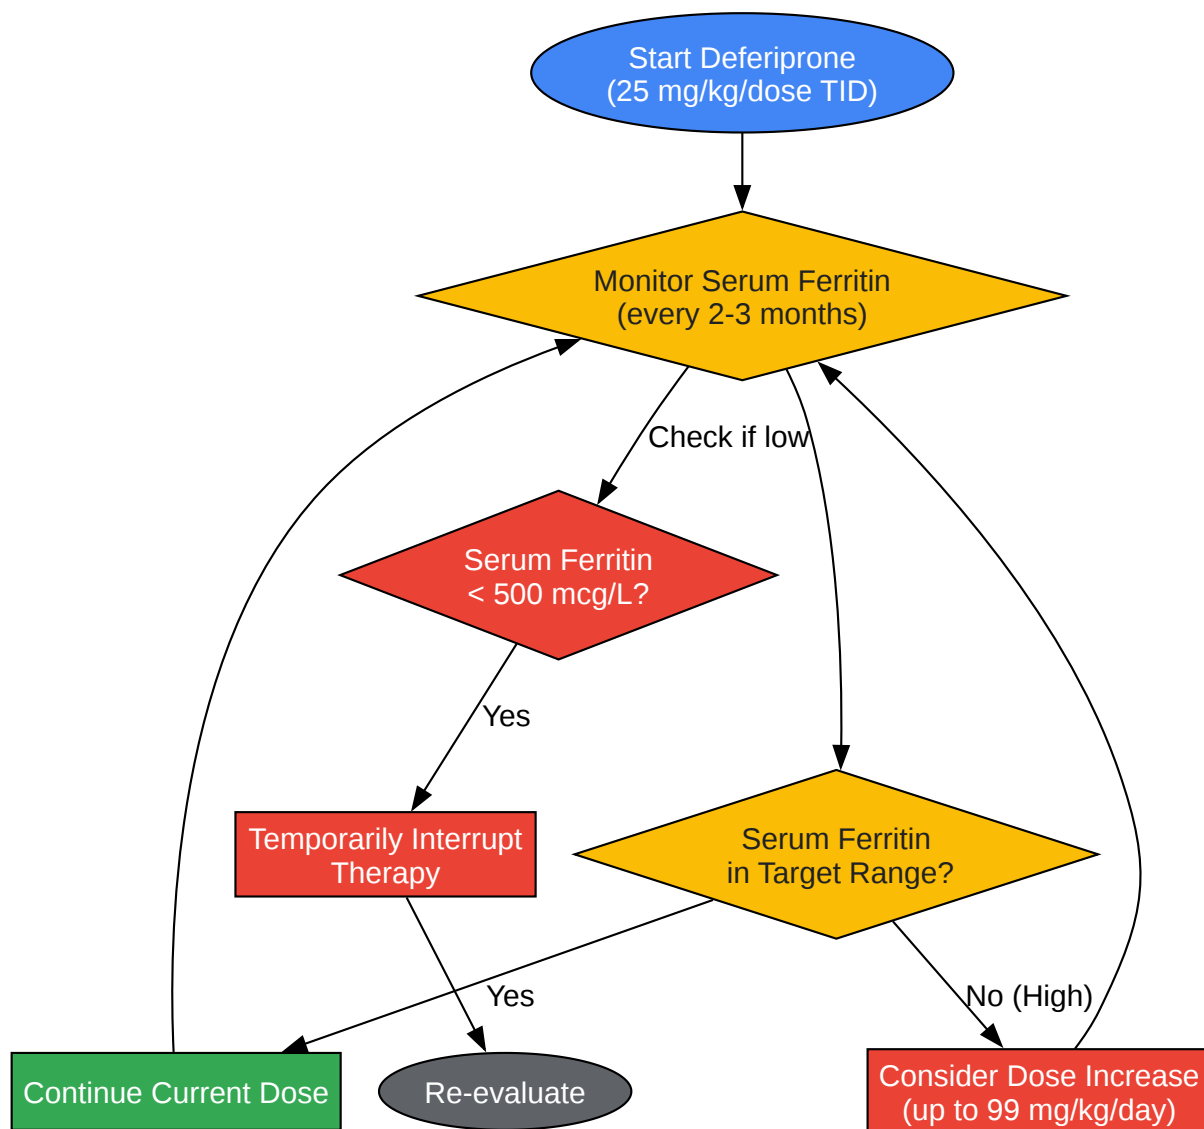 Start Deferiprone
(25 mg/kg/dose TID)
Monitor Serum Ferritin
(every 2-3 months)
Check if low
Serum Ferritin
< 500 mcg/L?
Yes
Temporarily Interrupt
Therapy
Serum Ferritin
in Target Range?
Yes
No (High)
Continue Current Dose
Re-evaluate
Consider Dose Increase
(up to 99 mg/kg/day)